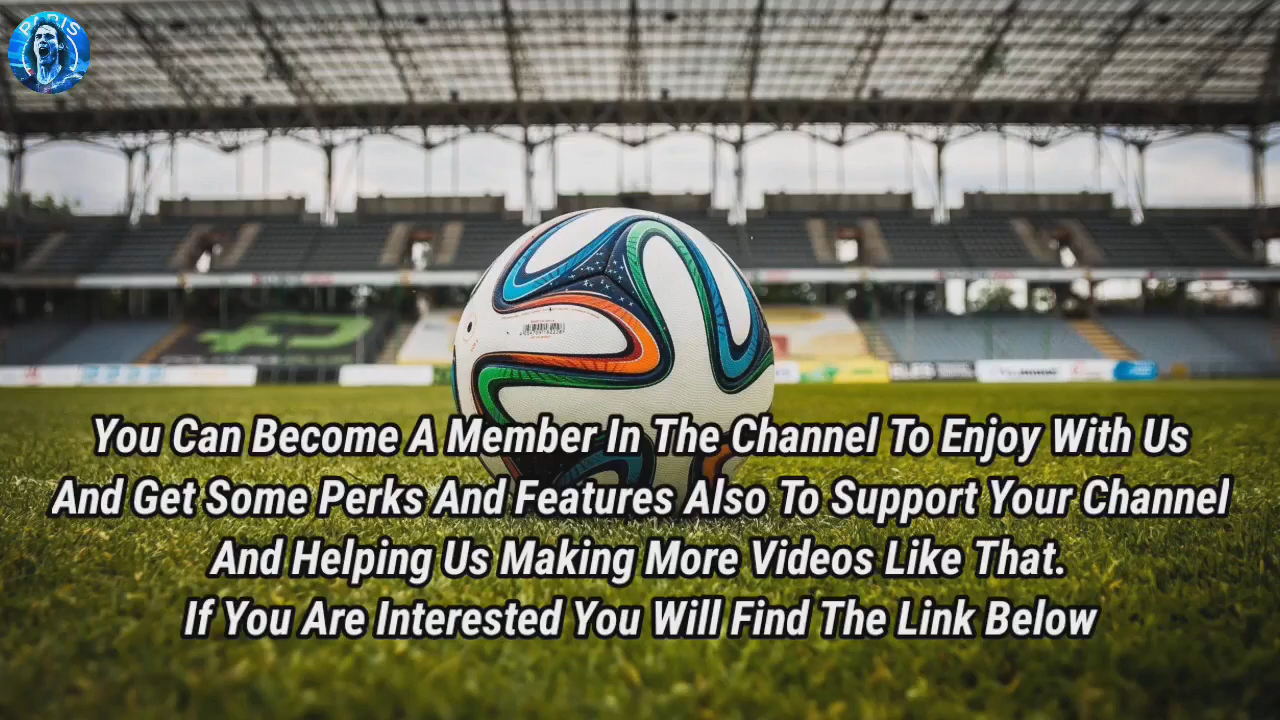 PARIS
You Can Become A Member In The Channel To Enjoy With Us
And Get Some Perks And Features Also To Support Your Channel
And Helping Us Making More Videos Like That.
If You Are Interested You Will Find The Link Below